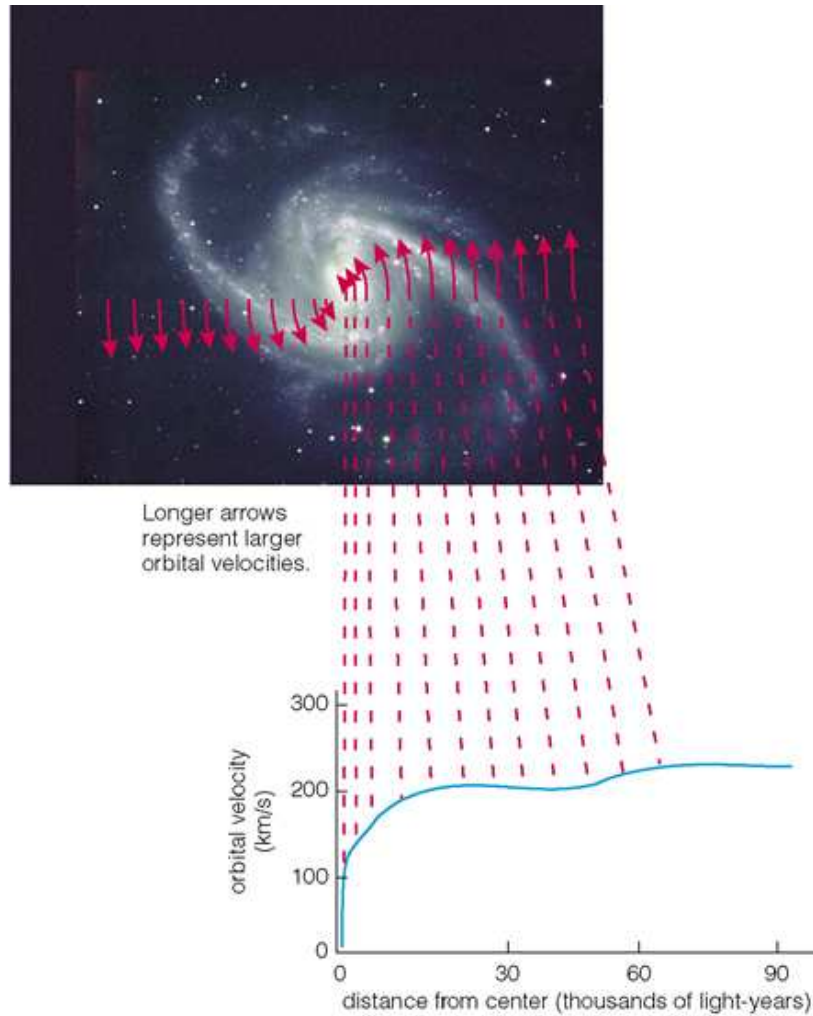 Longer arrows
represent larger
orbital velocities.
300
200
100
0
orbital velocity
(km/s)
0 30 60 90
distance from center (thousands of light-years)